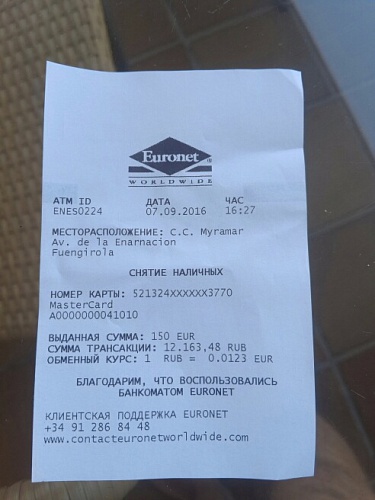 Euronet
WORLDWIDE
ATM ID ДАТА ЧАС
ENES0224 07.09.2016 16:27
МЕСТОРАСПОЛОЖЕНИЕ: C.C. Myramar
Av. de la Enarnacion
Fuengirola
СНЯТИЕ НАЛИЧНЫХ
НОМЕР КАРТЫ: 521324XXXXXX3770
MasterCard
A0000000041010
ВЫДАННАЯ СУММА: 150 EUR
СУММА ТРАНСАКЦИИ: 12.163,48 RUB
ОБМЕННЫЙ КУРС: 1 RUB = 0.0123 EUR
БЛАГОДАРИМ, ЧТО ВОСПОЛЬЗОВАЛИСЬ
БАНКОМАТОМ EURONET
КЛИЕНТСКАЯ ПОДДЕРЖКА EURONET
+34 91 286 84 48
www.contacteuronetworldwide.com